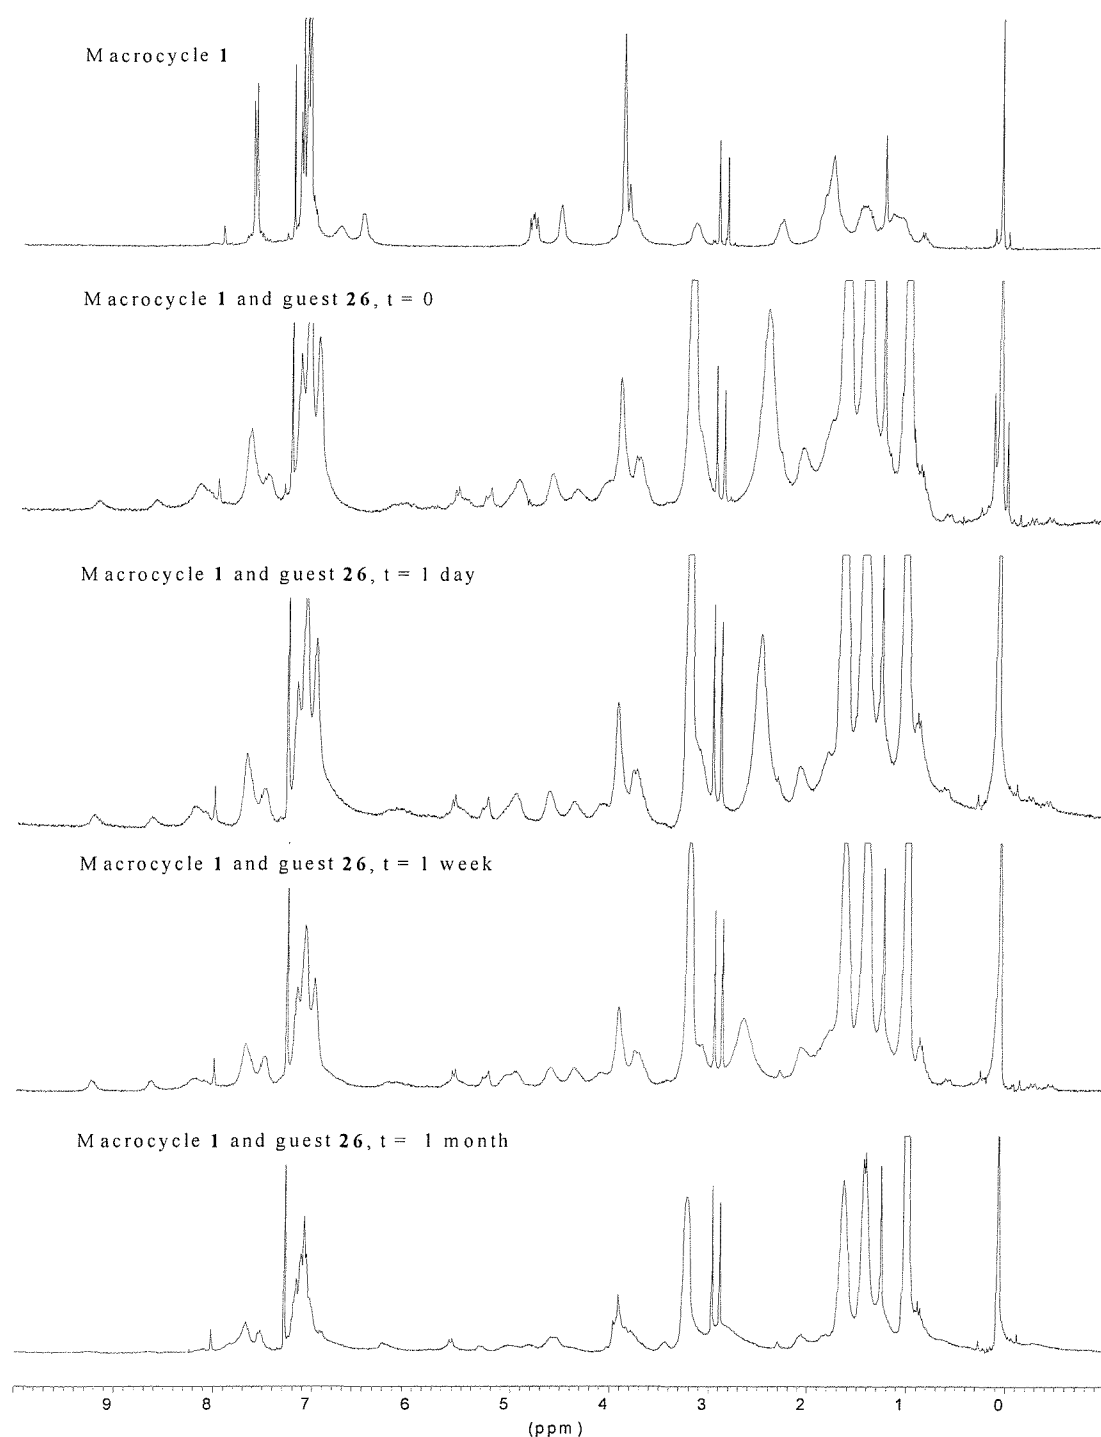 Macrocycle 1
Macrocycle 1 and guest 26, t = 0
Macrocycle 1 and guest 26, t = 1 day
Macrocycle 1 and guest 26, t = 1 week
Macrocycle 1 and guest 26, t = 1 month
9 8 7 6 5 4 3 2 1 0
(ppm)